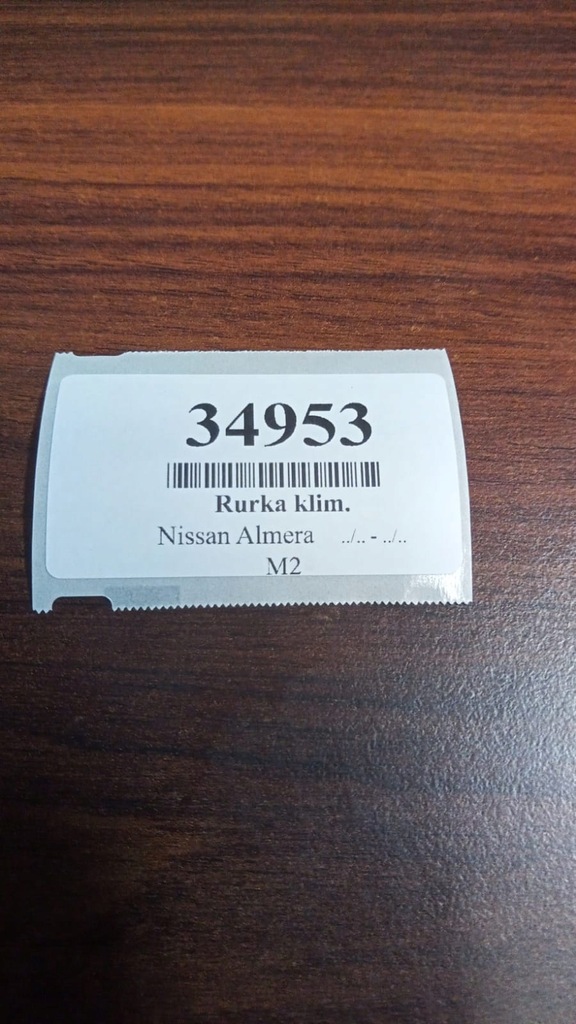 34953
Rurka klim.
Nissan Almera ../.. - ../..
M2